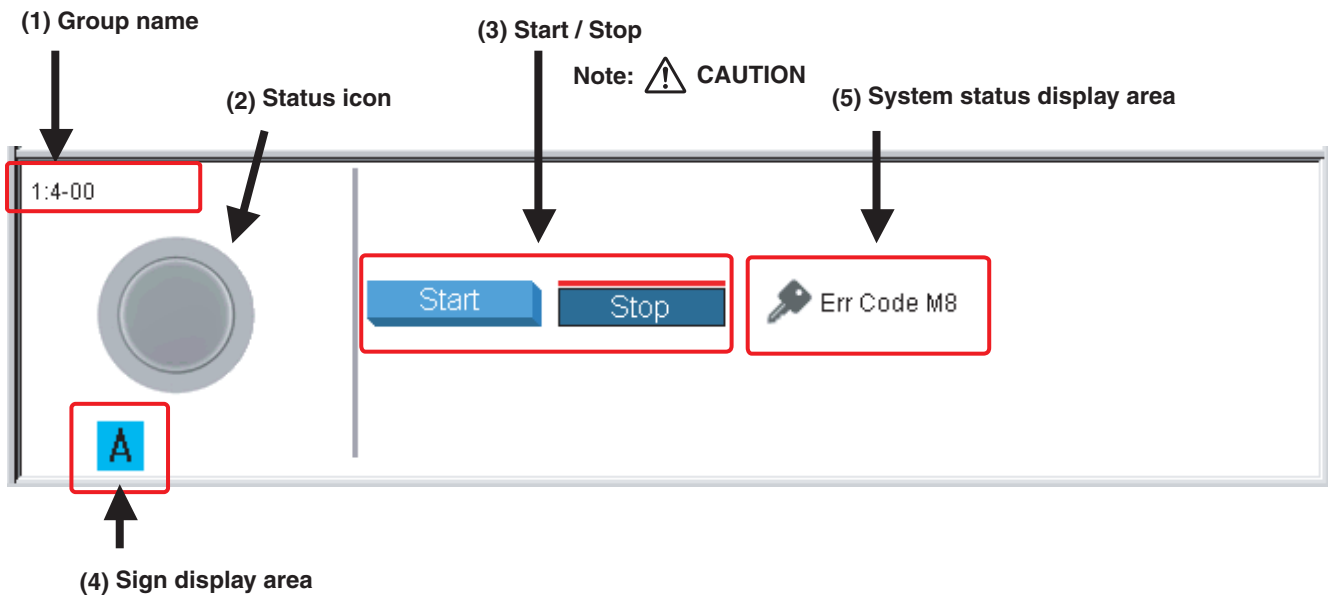 (1) Group name
(3) Start / Stop
Note: CAUTION
(2) Status icon
(5) System status display area
1:4-00
Start
Stop
Err Code M8
A
(4) Sign display area